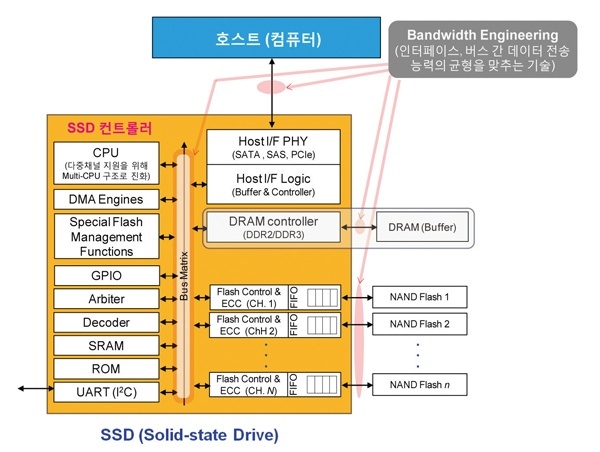 호스트 (컴퓨터)
Bandwidth Engineering
(인터페이스, 버스 간 데이터 전송
능력의 균형을 맞추는 기술)
SSD 컨트롤러
CPU
(다중채널 지원을 위해
Multi-CPU 구조로 진화)
DMA Engines
Special Flash
Management
Functions
GPIO
Arbiter
Decoder
SRAM
ROM
UART (I²C)
Bus Matrix
Host I/F PHY
(SATA , SAS, PCIe)
Host I/F Logic
(Buffer & Controller)
DRAM controller
(DDR2/DDR3)
DRAM (Buffer)
Flash Control &
ECC (CH. 1)
FIFO
NAND Flash 1
Flash Control &
ECC (ChH 2)
FIFO
NAND Flash 2
Flash Control &
ECC (CH. N)
FIFO
NAND Flash n
SSD (Solid-state Drive)